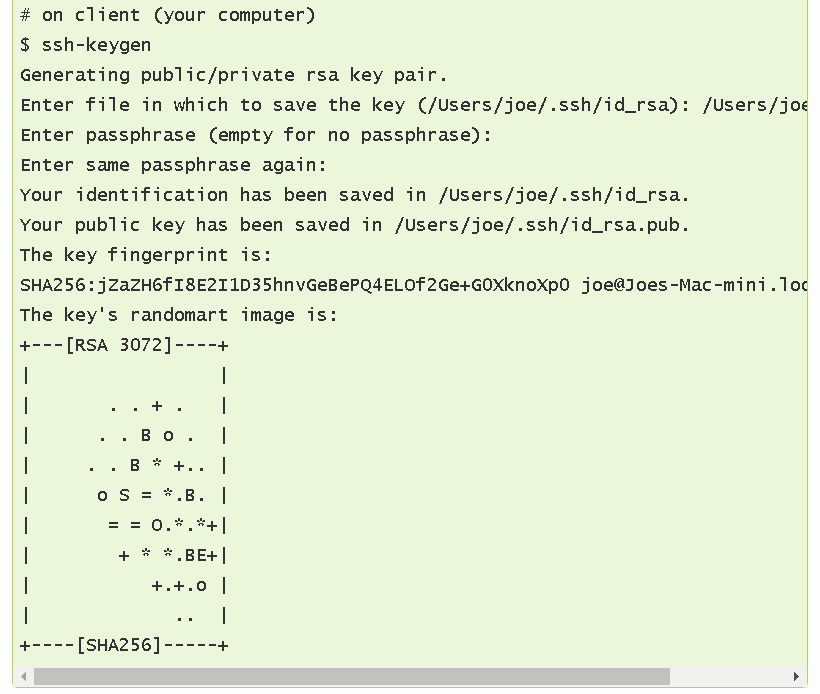 # on client (your computer)
$ ssh-keygen
Generating public/private rsa key pair.
Enter file in which to save the key (/Users/joe/.ssh/id_rsa): /Users/joe
Enter passphrase (empty for no passphrase):
Enter same passphrase again:
Your identification has been saved in /Users/joe/.ssh/id_rsa.
Your public key has been saved in /Users/joe/.ssh/id_rsa.pub.
The key fingerprint is:
SHA256:jZaZH6fI8E2I1D35hnvGeBePQ4ELOf2Ge+G0XknoXp0 joe@Joes-Mac-mini.loc
The key's randomart image is:
+---[RSA 3072]----+
|                 |
|       . . + .   |
|      . . B o .  |
|     . . B * +.. |
|      o S = *.B. |
|       = = O.*.*+|
|        + * *.BE+|
|           +.+.o |
|             ..  |
+----[SHA256]-----+